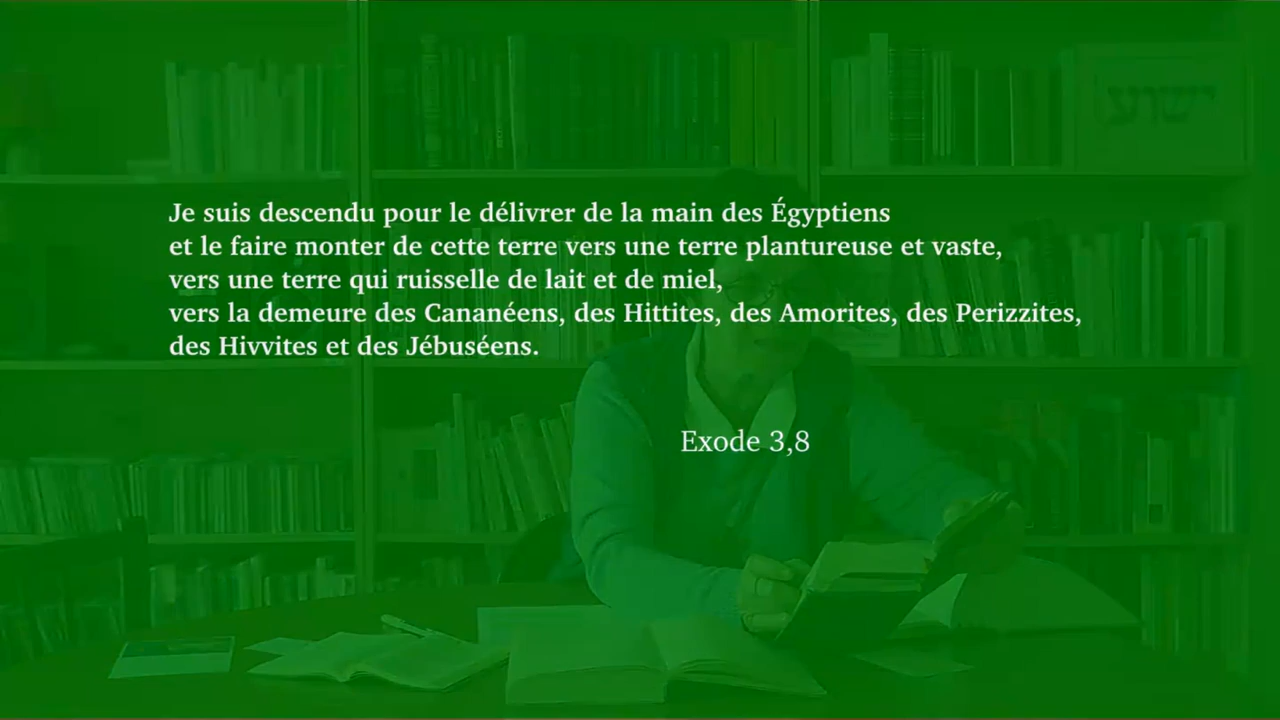 ישוע
Je suis descendu pour le délivrer de la main des Égyptiens
et le faire monter de cette terre vers une terre plantureuse et vaste,
vers une terre qui ruisselle de lait et de miel,
vers la demeure des Cananéens, des Hittites, des Amorites, des Perizzites,
des Hivvites et des Jébuséens.
Exode 3,8